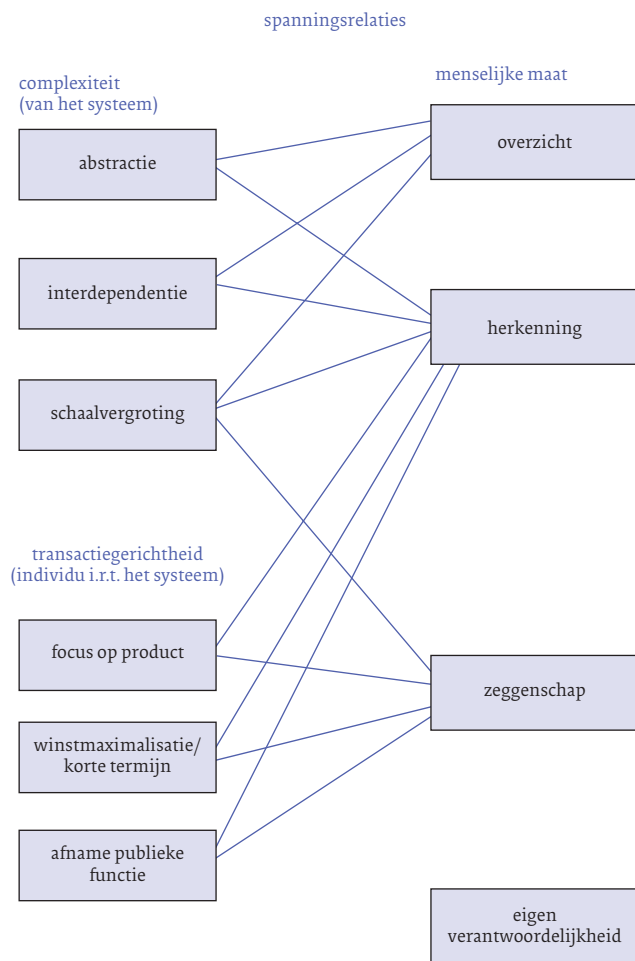 spanningsrelaties
complexiteit
(van het systeem)
abstractie
interdependentie
schaalvergroting
transactiegerichtheid
(individu i.r.t. het systeem)
focus op product
winstmaximalisatie/
korte termijn
afname publieke
functie
menselijke maat
overzicht
herkenning
zeggenschap
eigen
verantwoordelijkheid